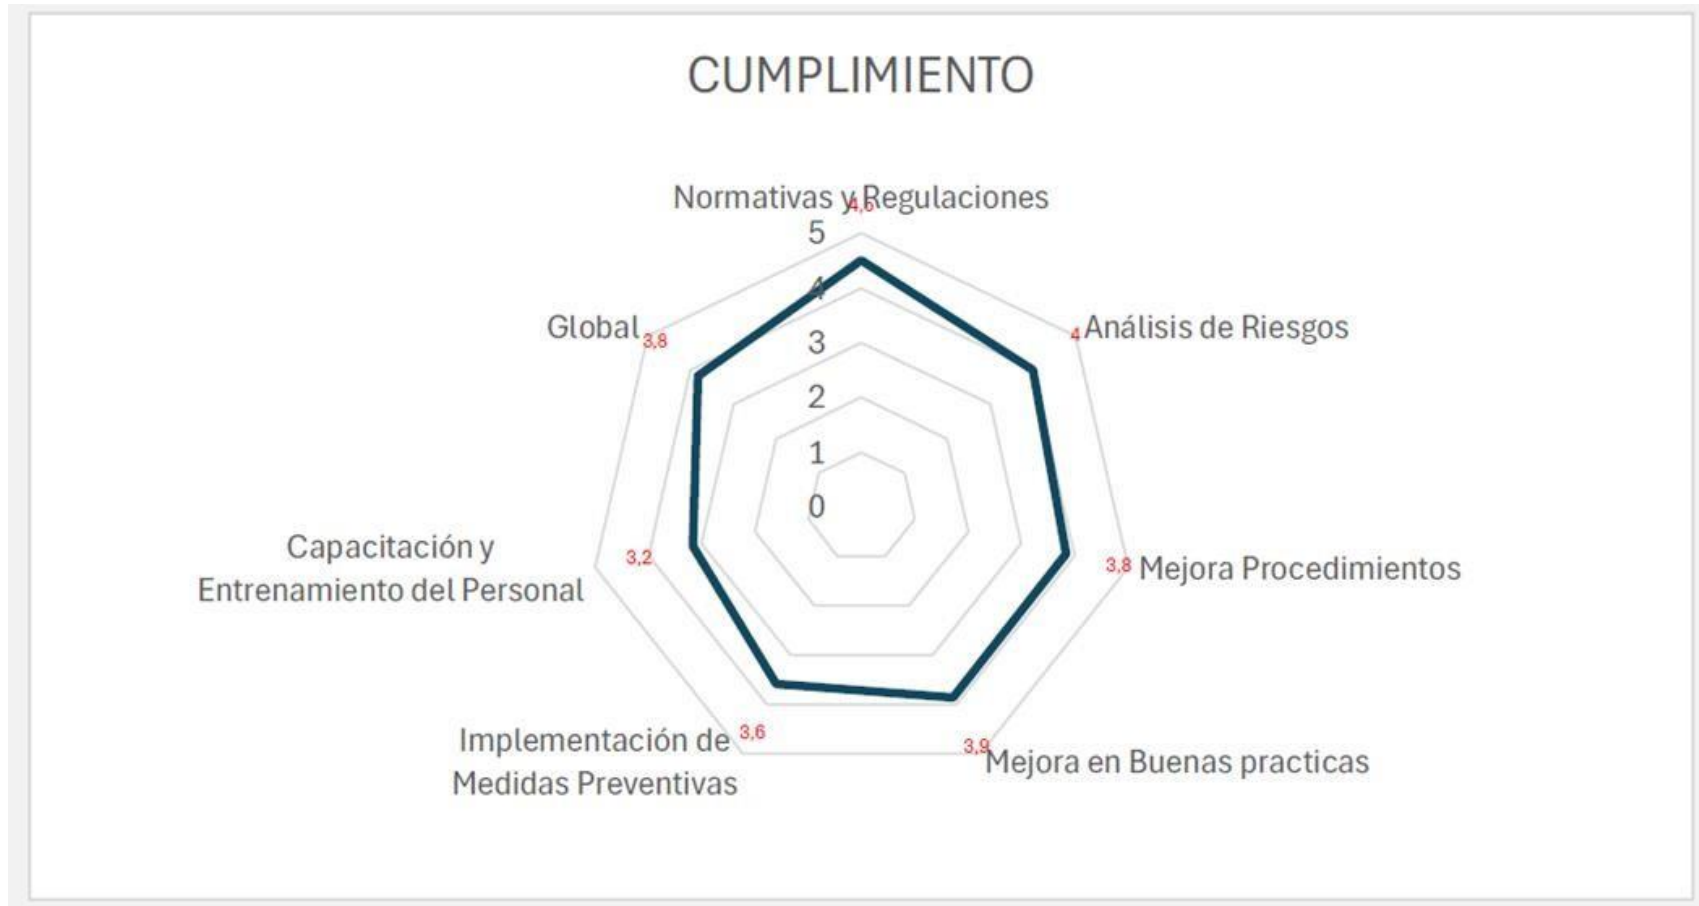 CUMPLIMIENTO
Normativas y Regulaciones
4,5
5
4
3
2
1
0
Análisis de Riesgos
4
Mejora Procedimientos
3,8
Mejora en Buenas practicas
3,9
Implementación de
Medidas Preventivas
3,6
Capacitación y
Entrenamiento del Personal
3,2
Global
3,8